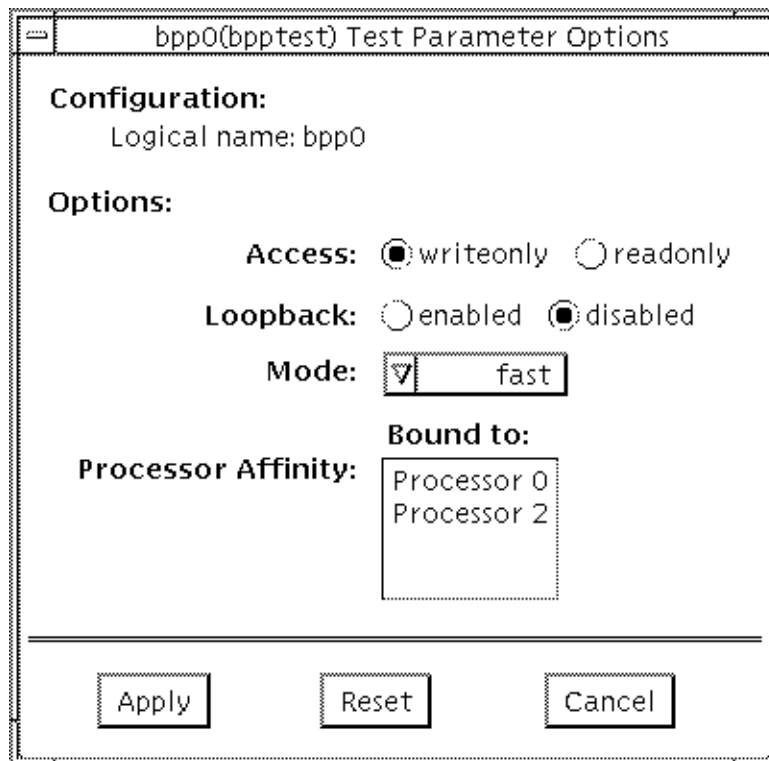 bpp0(bpptest) Test Parameter Options
Configuration:
Logical name: bpp0
Options:
Access: writeonly readonly
Loopback: enabled disabled
Mode: fast
Bound to:
Processor Affinity:
Processor 0
Processor 2
Apply Reset Cancel